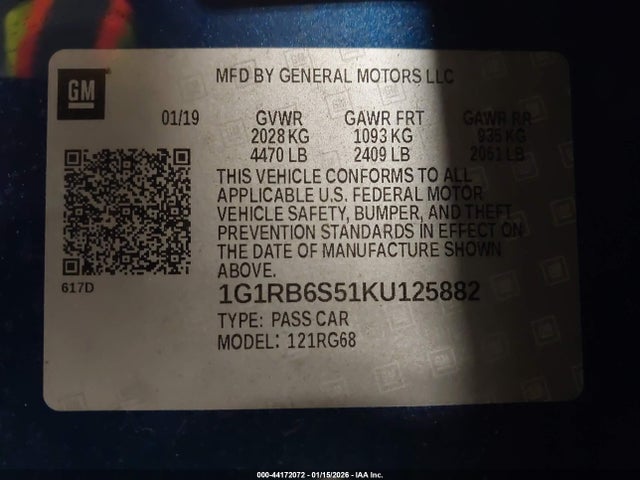 GM
MFD BY GENERAL MOTORS LLC
01/19 GVWR GAWR FRT GAWR RR
2028 KG 1093 KG 935 KG
4470 LB 2409 LB 2061 LB
THIS VEHICLE CONFORMS TO ALL
APPLICABLE U.S. FEDERAL MOTOR
VEHICLE SAFETY, BUMPER, AND THEFT
PREVENTION STANDARDS IN EFFECT ON
THE DATE OF MANUFACTURE SHOWN
ABOVE.
617D
1G1RB6S51KU125882
TYPE: PASS CAR
MODEL: 121RG68
000-44172072 - 01/15/2026 - IAA Inc.